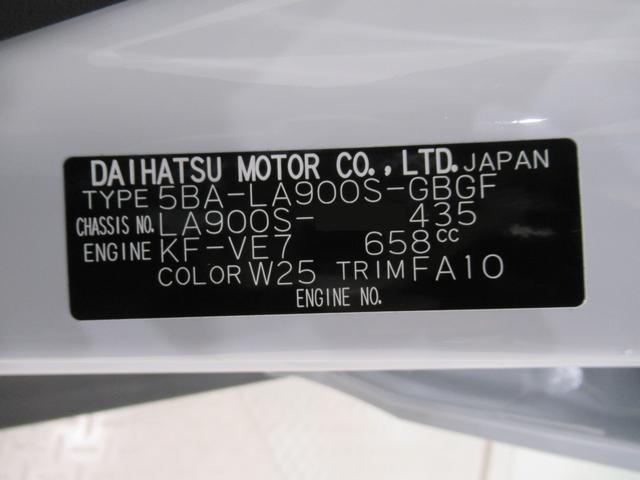 DAIHATSU MOTOR CO.,LTD.JAPAN
TYPE 5BA-LA900S-GBGF
CHASSIS NO. LA900S- 435
ENGINE KF-VE7 658cc
COLOR W25 TRIM FA10
ENGINE NO.